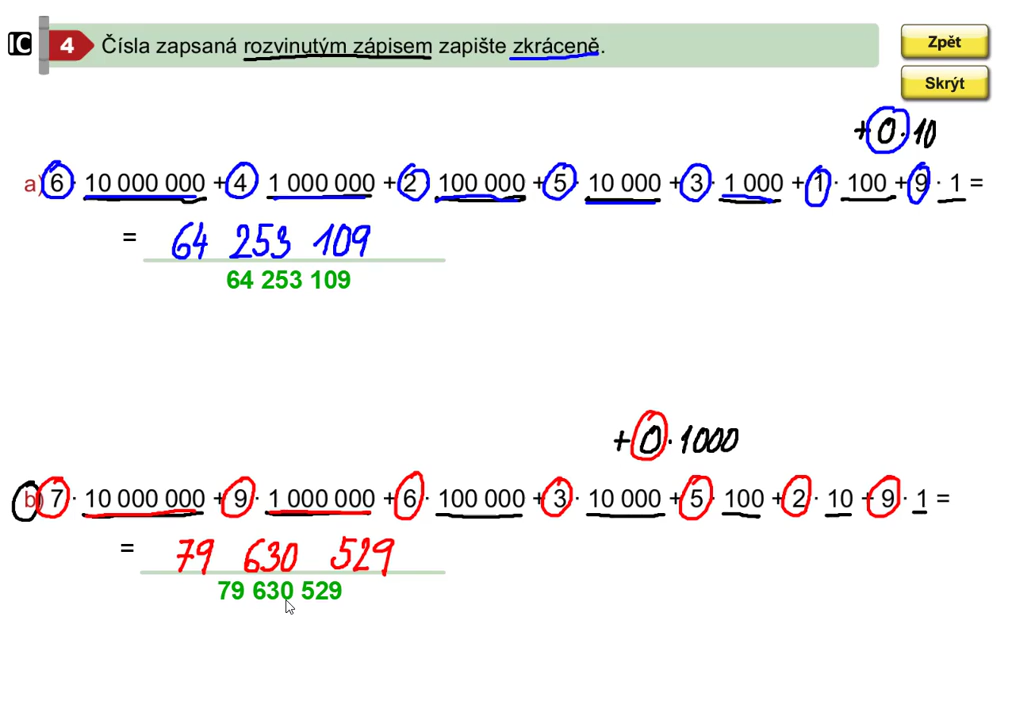 IC 4 Čísla zapsaná rozvinutým zápisem zapište zkráceně.
Zpět
Skrýt
+ 0 · 10
a) 6 · 10 000 000 + 4 · 1 000 000 + 2 · 100 000 + 5 · 10 000 + 3 · 1 000 + 1 · 100 + 9 · 1 =
= 64 253 109
64 253 109
+ 0 · 1000
b) 7 · 10 000 000 + 9 · 1 000 000 + 6 · 100 000 + 3 · 10 000 + 5 · 100 + 2 · 10 + 9 · 1 =
= 79 630 529
79 630 529